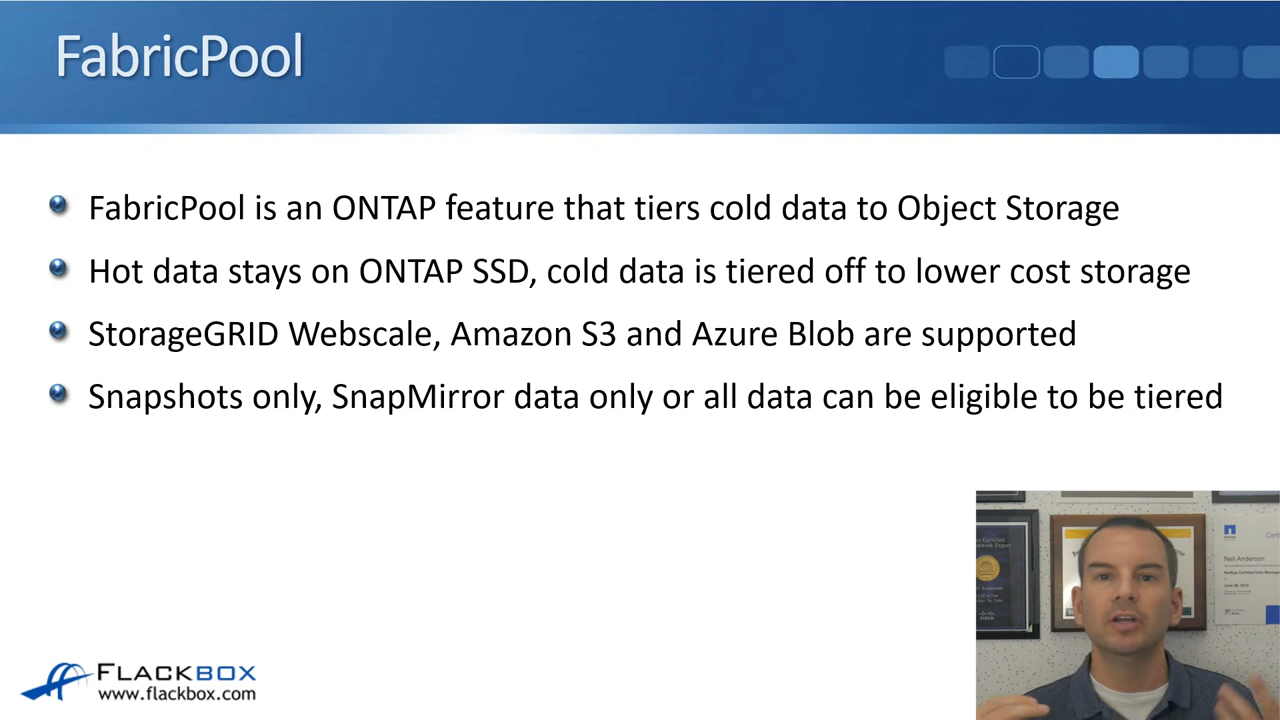 FabricPool
FabricPool is an ONTAP feature that tiers cold data to Object Storage
Hot data stays on ONTAP SSD, cold data is tiered off to lower cost storage
StorageGRID Webscale, Amazon S3 and Azure Blob are supported
Snapshots only, SnapMirror data only or all data can be eligible to be tiered
Neil Anderson
FLACKBOX
www.flackbox.com